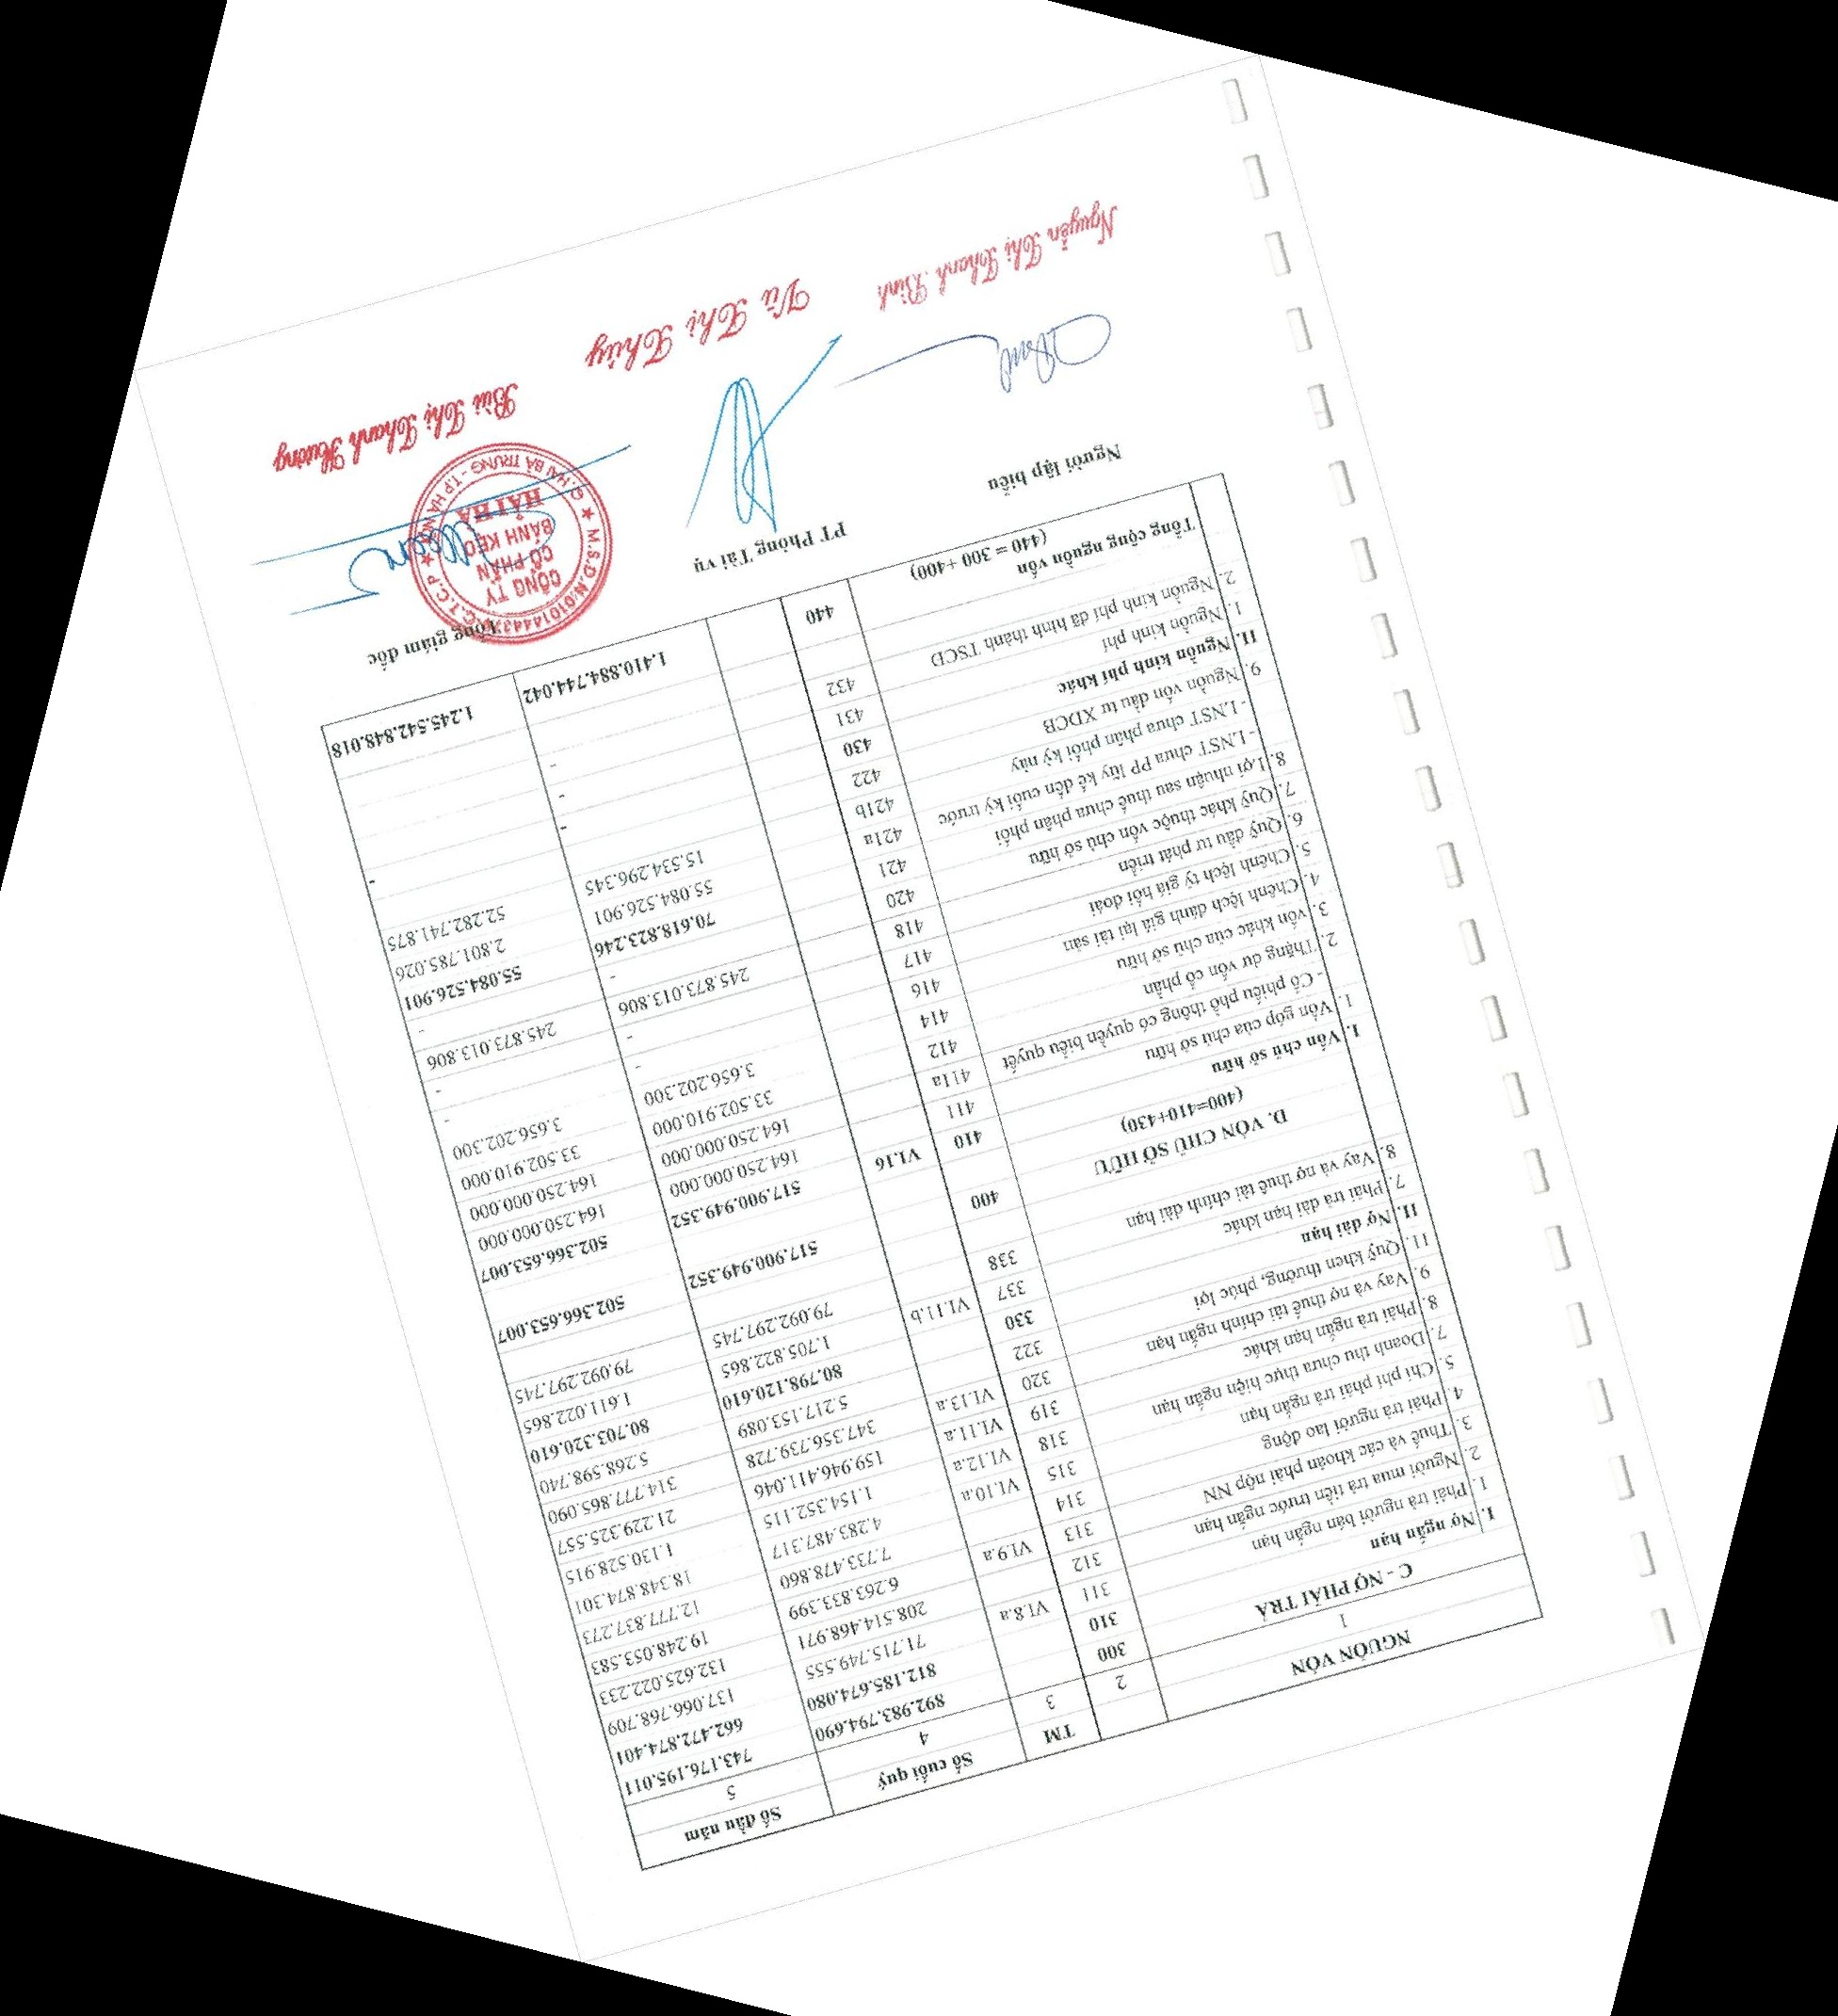 NGUỒN VỐN TM Số cuối quý Số đầu năm
1 2 3 4 5
C - NỢ PHẢI TRẢ 300 892.983.794.690 743.176.195.011
I. Nợ ngắn hạn 310 812.185.674.080 662.472.874.401
1. Phải trả người bán ngắn hạn 311 VI.8.a 71.715.749.555 137.066.768.709
2. Người mua trả tiền trước ngắn hạn 312 208.514.468.971 132.625.022.233
3. Thuế và các khoản phải nộp NN 313 VI.9.a 6.263.833.399 19.248.053.583
4. Phải trả người lao động 314 7.733.478.860 12.777.837.273
5. Chi phí phải trả ngắn hạn 315 VI.10.a 4.283.487.317 18.348.874.301
7. Doanh thu chưa thực hiện ngắn hạn 318 VI.12.a 1.154.352.115 1.130.528.915
8. Phải trả ngắn hạn khác 319 VI.11.a 159.946.411.046 21.229.325.557
9. Vay và nợ thuê tài chính ngắn hạn 320 VI.13.a 347.356.739.728 314.777.865.090
11. Quỹ khen thưởng, phúc lợi 322 5.217.153.089 5.268.598.740
II. Nợ dài hạn 330 80.798.120.610 80.703.320.610
7. Phải trả dài hạn khác 337 VI.11.b 1.705.822.865 1.611.022.865
8. Vay và nợ thuê tài chính dài hạn 338 79.092.297.745 79.092.297.745
D. VỐN CHỦ SỞ HỮU 400 517.900.949.352 502.366.653.007
(400=410+430)
I. Vốn chủ sở hữu 410 VI.16 517.900.949.352 502.366.653.007
1. Vốn góp của chủ sở hữu 411 164.250.000.000 164.250.000.000
- Cổ phiếu phổ thông có quyền biểu quyết 411a 164.250.000.000 164.250.000.000
2. Thặng dư vốn cổ phần 412 33.502.910.000 33.502.910.000
3. vốn khác của chủ sở hữu 414 3.656.202.300 3.656.202.300
4. Chênh lệch đánh giá lại tài sản 416 - -
5. Chênh lệch tỷ giá hối đoái 417 - -
6. Quỹ đầu tư phát triển 418 245.873.013.806 245.873.013.806
7. Quỹ khác thuộc vốn chủ sở hữu 420 - -
8. Lợi nhuận sau thuế chưa phân phối 421 70.618.823.246 55.084.526.901
-LNST chưa PP lũy kế đến cuối kỳ trước 421a 55.084.526.901 2.801.785.026
-LNST chưa phân phối kỳ này 421b 15.534.296.345 52.282.741.875
9. Nguồn vốn đầu tư XDCB 422
II. Nguồn kinh phí khác 430 - -
1. Nguồn kinh phí 431 -
2. Nguồn kinh phí đã hình thành TSCĐ 432 -
Tổng cộng nguồn vốn 440 1.410.884.744.042 1.245.542.848.018
(440 = 300 +400)
Người lập biểu PT Phòng Tài vụ Tổng giám đốc
M.S.D.N:0101444379 C.T.C.P
CÔNG TY
CỔ PHẦN
BÁNH KẸO
HẢI HÀ
Q.HAI BÀ TRƯNG - T.P HÀ NỘI
Nguyễn Thị Thanh Bình Vũ Thị Thủy Bùi Thị Thanh Hương